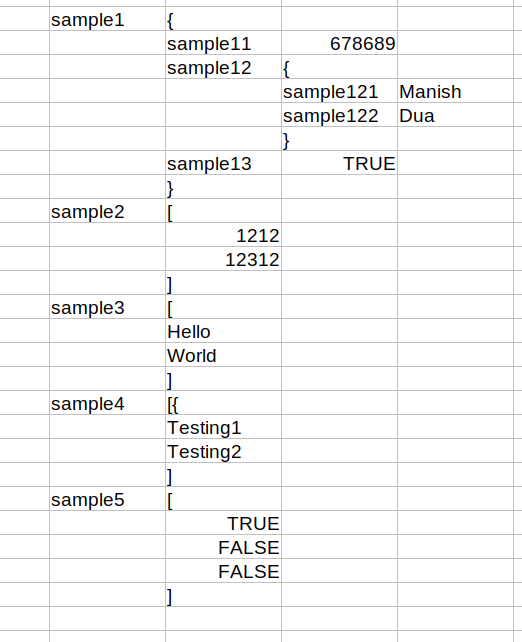 sample1 {
sample11 678689
sample12 {
sample121 Manish
sample122 Dua
}
sample13 TRUE
}
sample2 [
1212
12312
]
sample3 [
Hello
World
]
sample4 [{
Testing1
Testing2
]
sample5 [
TRUE
FALSE
FALSE
]